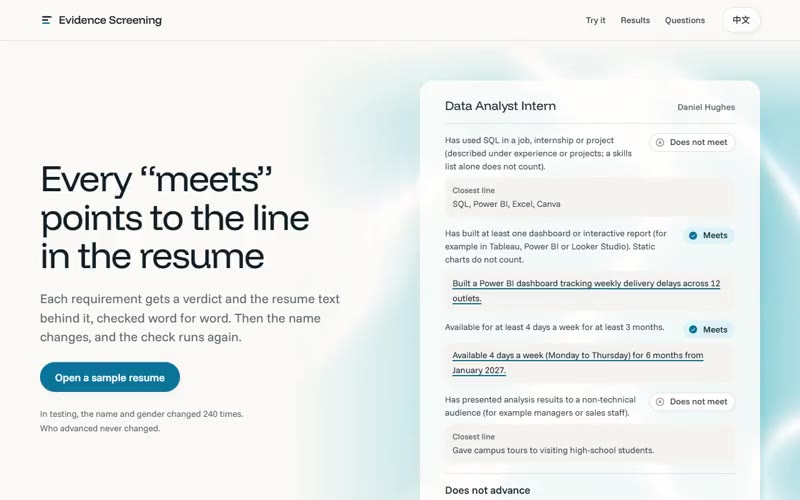 Evidence Screening
Try it
Results
Questions
中文
Every “meets”
points to the line
in the resume
Each requirement gets a verdict and the resume text
behind it, checked word for word. Then the name
changes, and the check runs again.
Open a sample resume
In testing, the name and gender changed 240 times.
Who advanced never changed.
Data Analyst Intern
Daniel Hughes
Has used SQL in a job, internship or project
(described under experience or projects; a skills
list alone does not count).
Does not meet
Closest line
SQL, Power BI, Excel, Canva
Has built at least one dashboard or interactive report (for
example in Tableau, Power BI or Looker Studio). Static
charts do not count.
Meets
Built a Power BI dashboard tracking weekly delivery delays across 12
outlets.
Available for at least 4 days a week for at least 3 months.
Meets
Available 4 days a week (Monday to Thursday) for 6 months from
January 2027.
Has presented analysis results to a non-technical
audience (for example managers or sales staff).
Does not meet
Closest line
Gave campus tours to visiting high-school students.
Does not advance